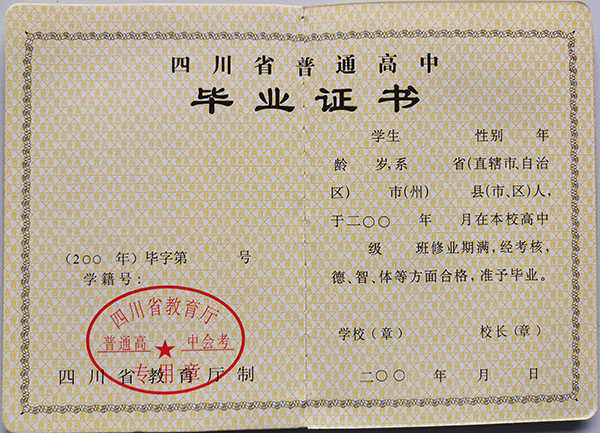 四川省普通高中
毕业证书
(200 年)毕字第 号
学籍号:
四川省教育厅
普通高 中会考
专用章
四川省教育厅制
学生 性别 年
龄 岁,系 省(直辖市、自治
区) 市(州) 县(市、区)人,
于二〇〇 年 月在本校高中
级 班修业期满,经考核,
德、智、体等方面合格,准予毕业。
学校(章) 校长(章)
二〇〇 年 月 日